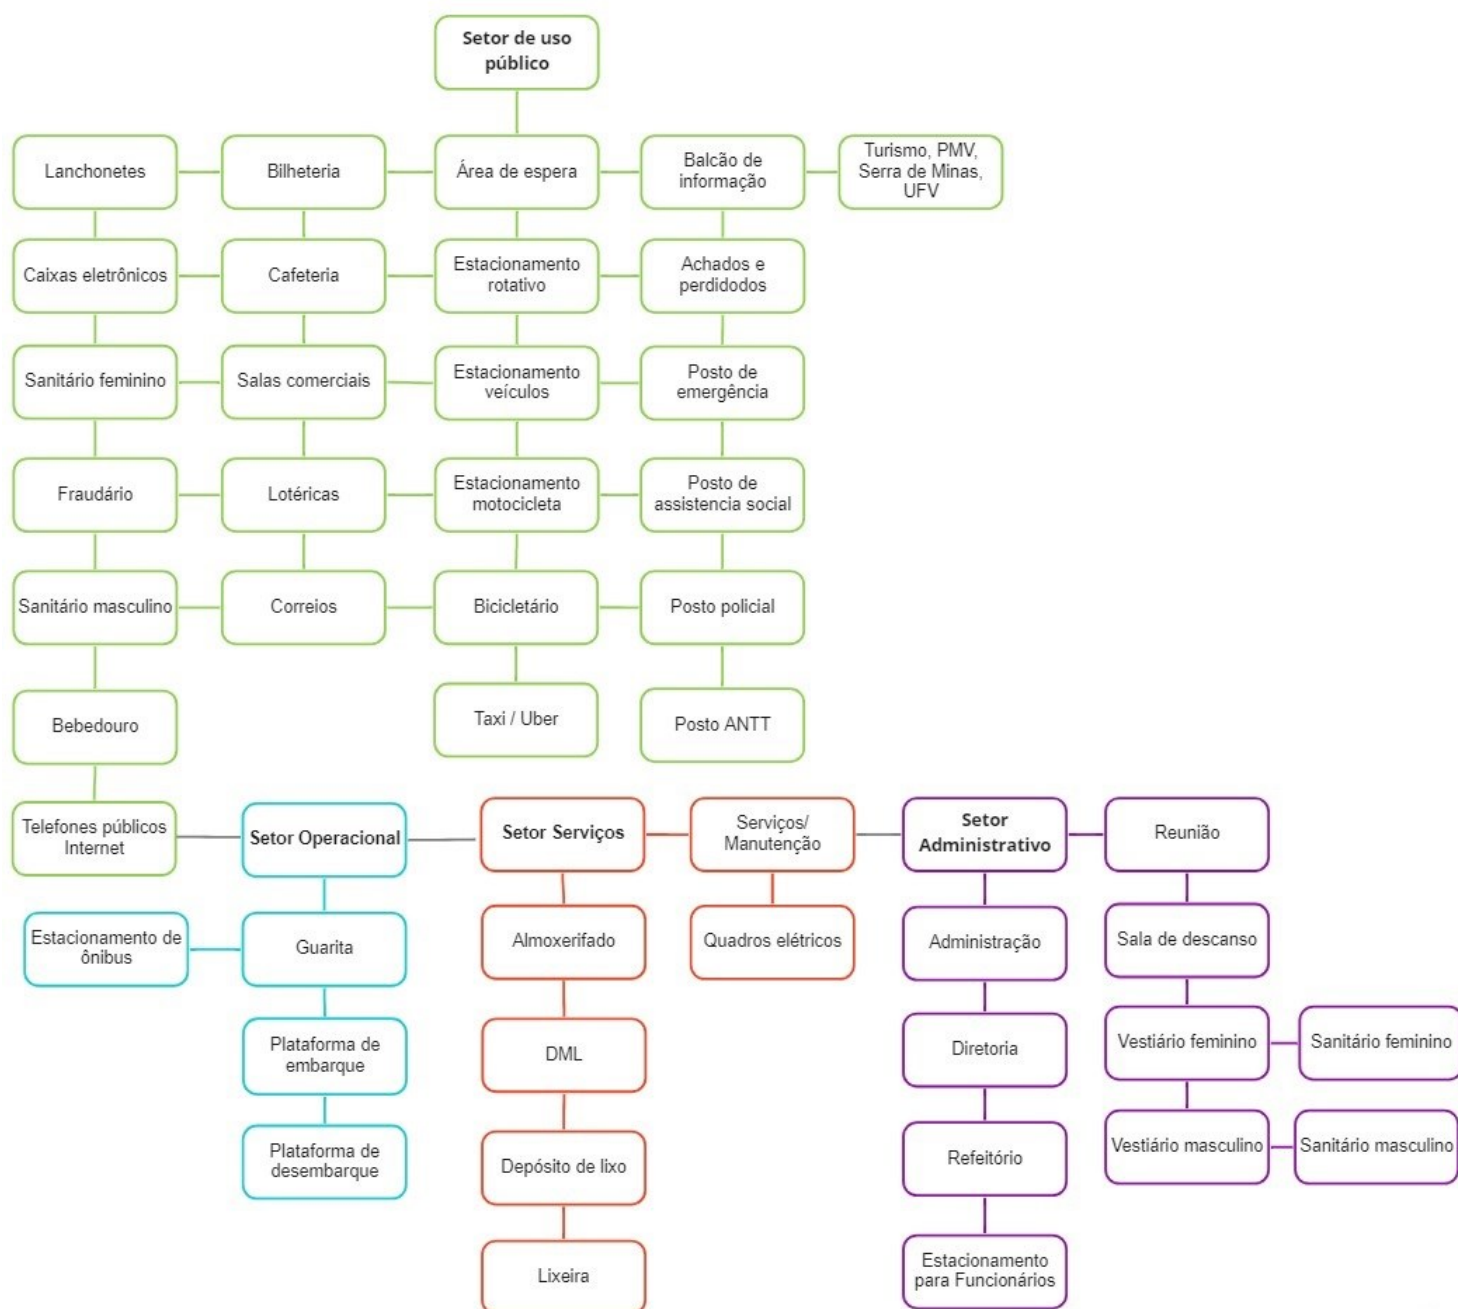 Setor de uso
público
Lanchonetes
Bilheteria
Área de espera
Balcão de
informação
Turismo, PMV,
Serra de Minas,
UFV
Caixas eletrônicos
Cafeteria
Estacionamento
rotativo
Achados e
perdidodos
Sanitário feminino
Salas comerciais
Estacionamento
veículos
Posto de
emergência
Fraudário
Lotéricas
Estacionamento
motocicleta
Posto de
assistencia social
Sanitário masculino
Correios
Bicicletário
Posto policial
Bebedouro
Taxi / Uber
Posto ANTT
Telefones públicos
Internet
Setor Operacional
Setor Serviços
Serviços/
Manutenção
Setor
Administrativo
Reunião
Estacionamento de
ônibus
Guarita
Almoxerifado
Quadros elétricos
Administração
Sala de descanso
Plataforma de
embarque
DML
Diretoria
Vestiário feminino
Sanitário feminino
Plataforma de
desembarque
Depósito de lixo
Refeitório
Vestiário masculino
Sanitário masculino
Lixeira
Estacionamento
para Funcionários